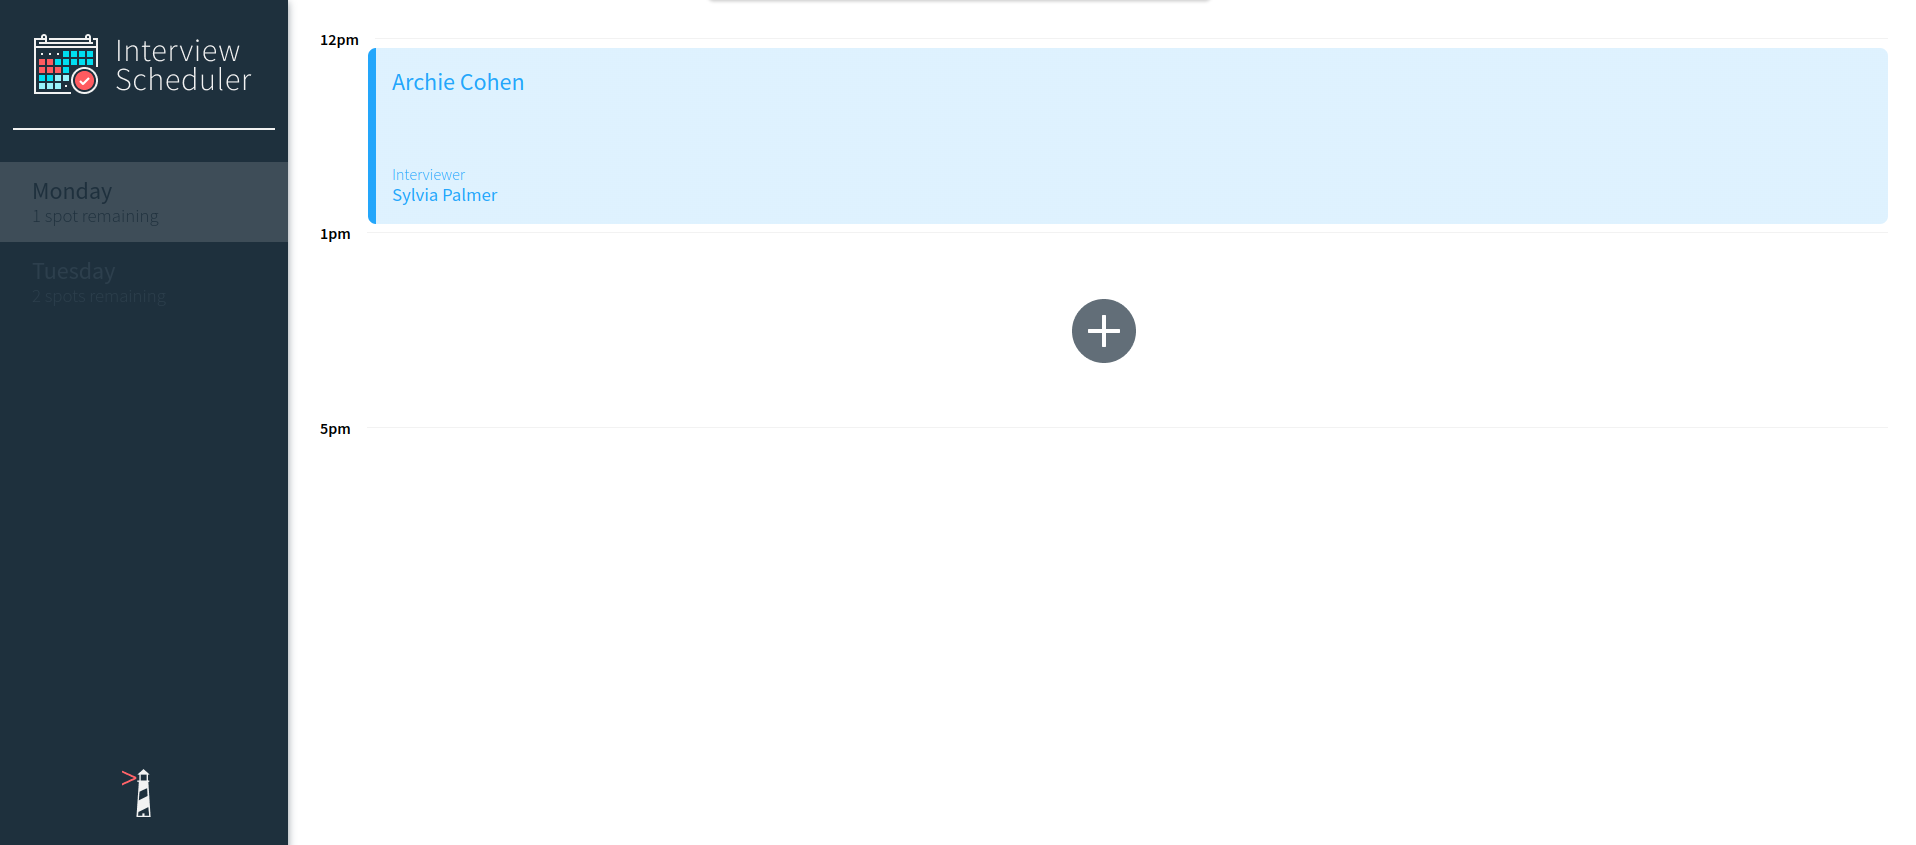 Interview
Scheduler
Monday
1 spot remaining
Tuesday
2 spots remaining
12pm
Archie Cohen
Interviewer
Sylvia Palmer
1pm
5pm